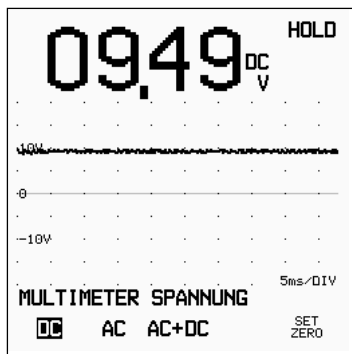 HOLD
09.49 DC V
10V
0
-10V
5ms/DIV
MULTIMETER SPANNUNG
DC AC AC+DC SET ZERO